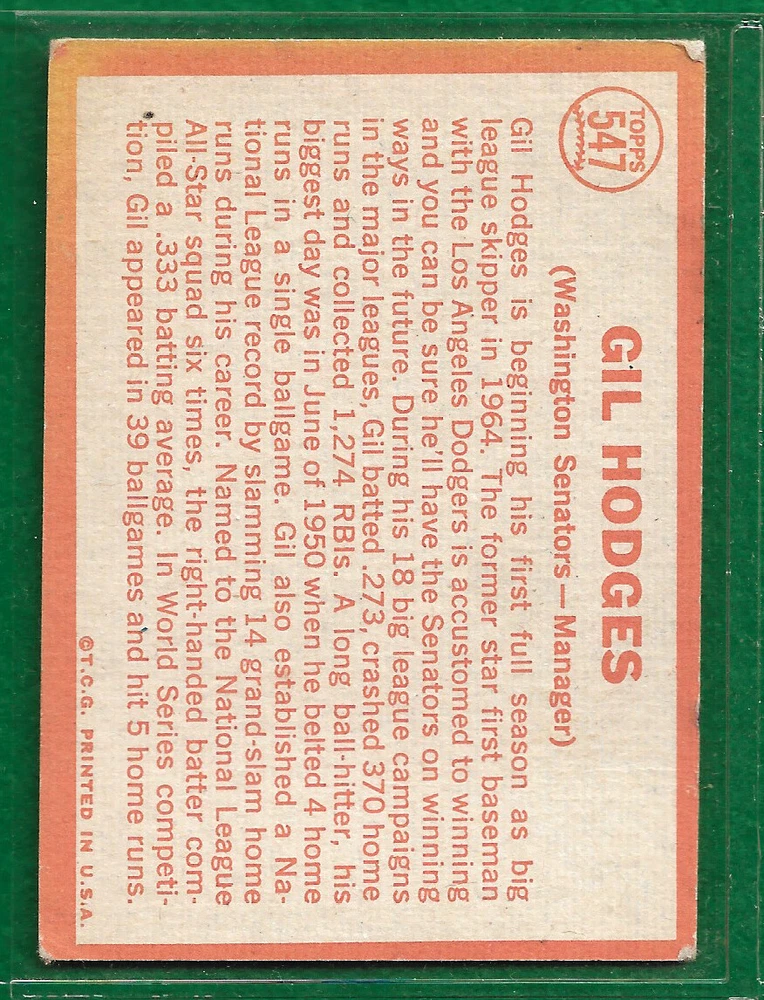 TOPPS
547
GIL HODGES
(Washington Senators—Manager)
Gil Hodges is beginning his first full season as big
league skipper in 1964. The former star first baseman
with the Los Angeles Dodgers is accustomed to winning
and you can be sure he'll have the Senators on winning
ways in the future. During his 18 big league campaigns
in the major leagues, Gil batted .273, crashed 370 home
runs and collected 1,274 RBIs. A long ball-hitter, his
biggest day was in June of 1950 when he belted 4 home
runs in a single ballgame. Gil also established a Na-
tional League record by slamming 14 grand-slam home
runs during his career. Named to the National League
All-Star squad six times, the right-handed batter com-
piled a .333 batting average. In World Series competi-
tion, Gil appeared in 39 ballgames and hit 5 home runs.
©T.C.G. PRINTED IN U.S.A.